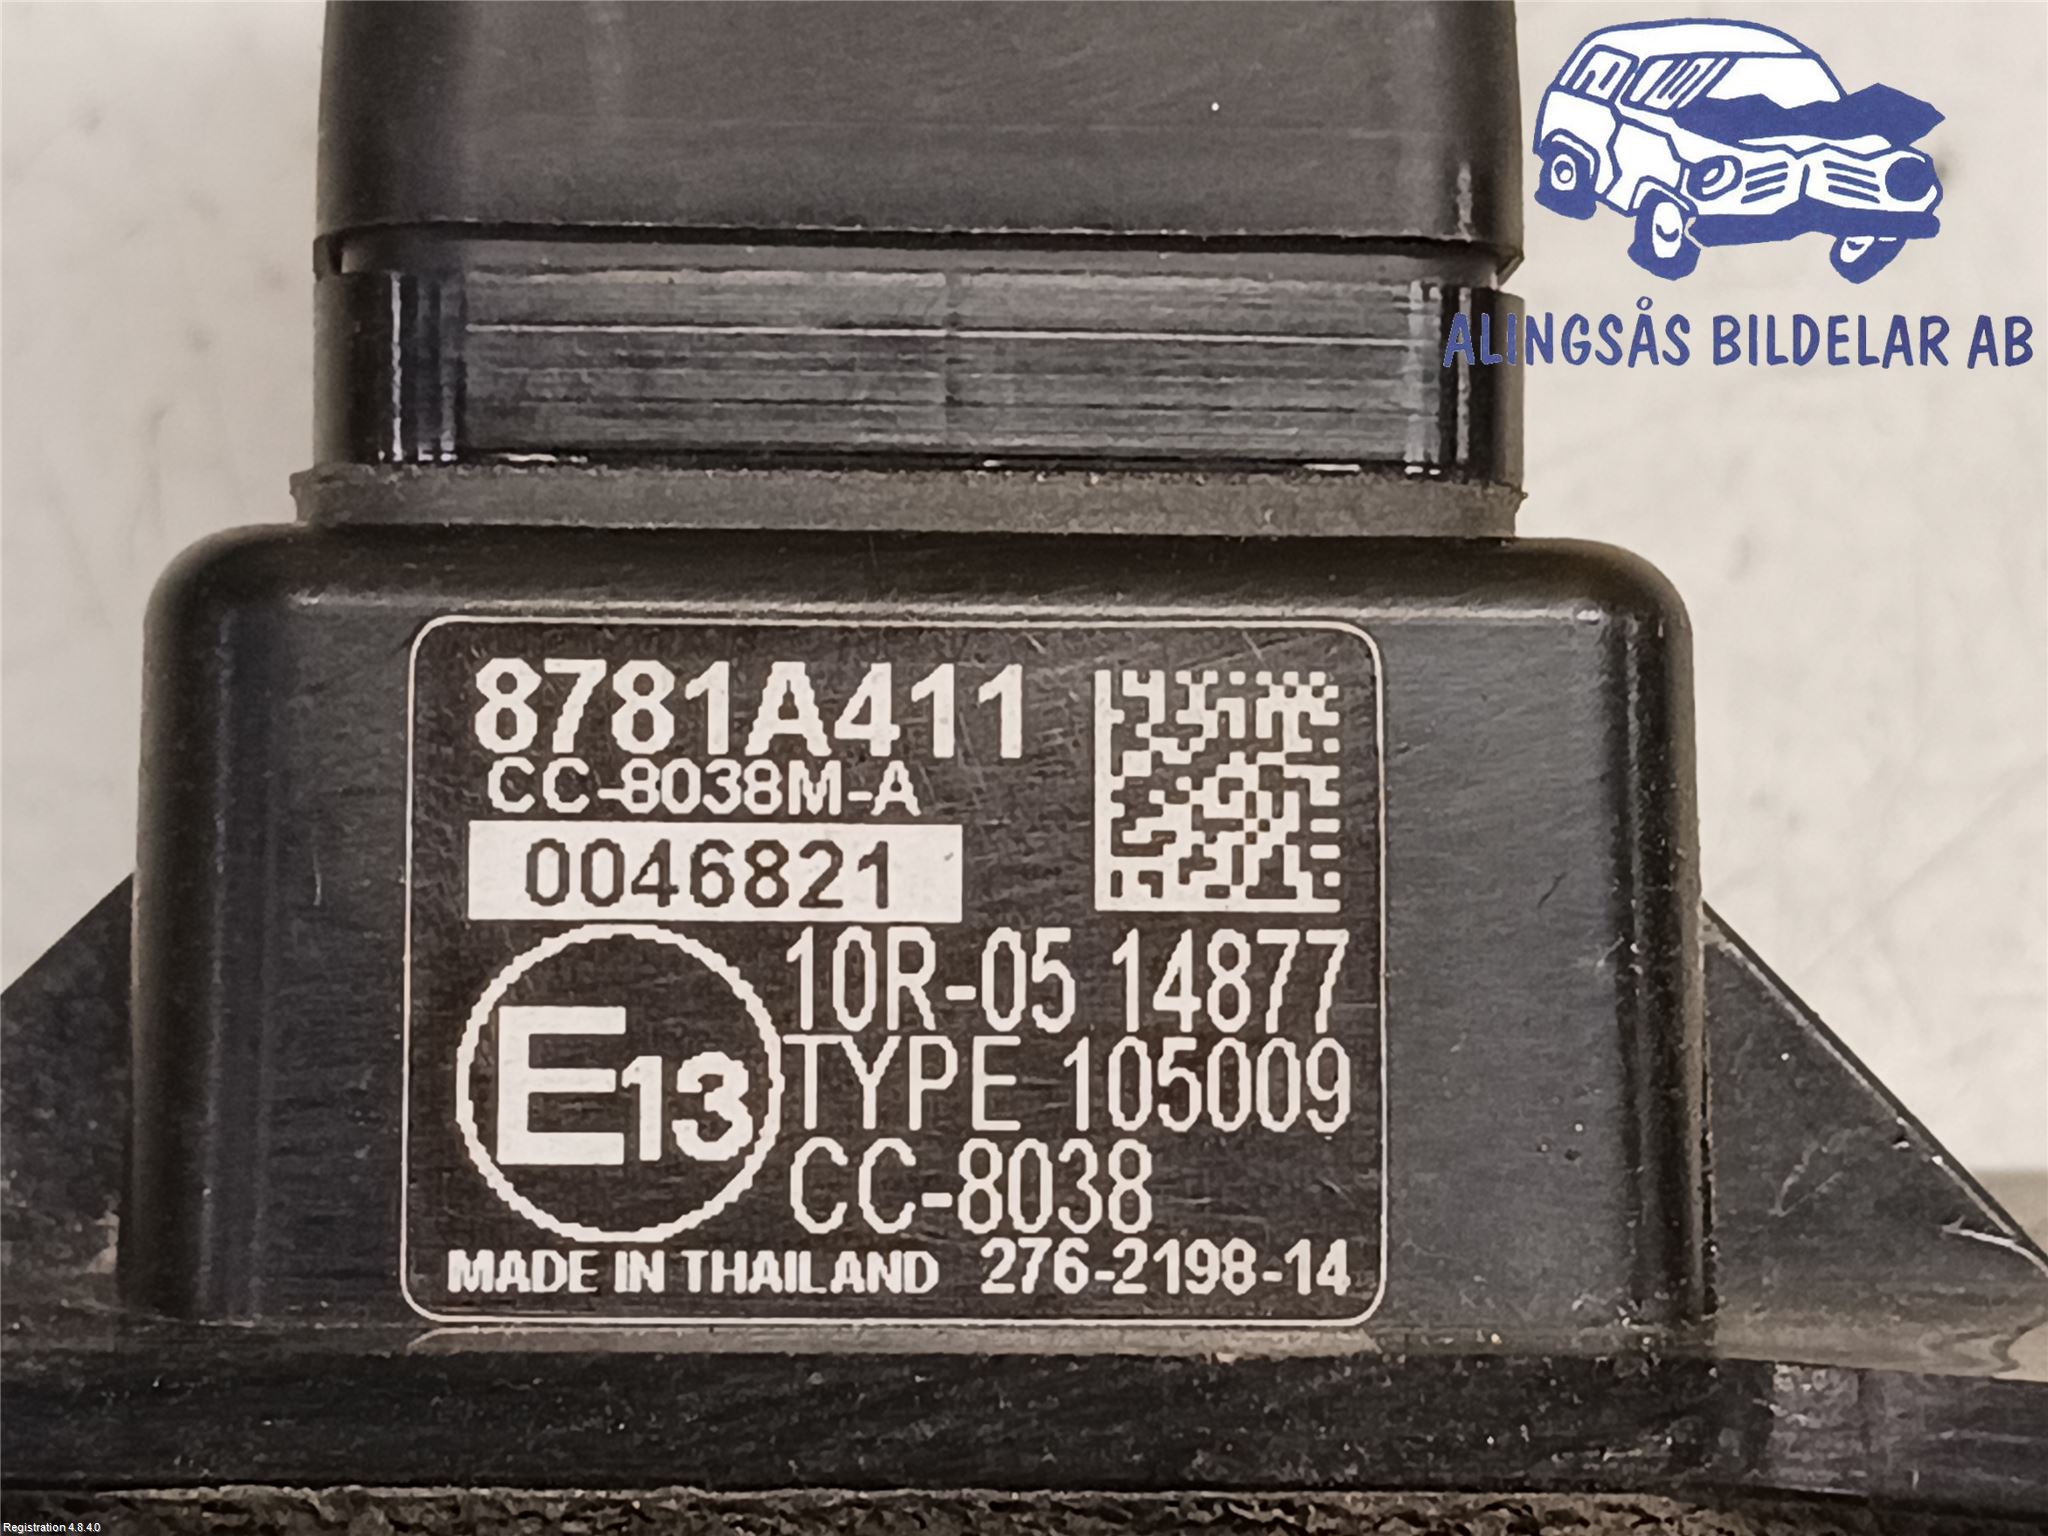 ALINGSÅS BILDELAR AB
8781A411
CC-8038M-A
0046821
10R-05 14877
E13
TYPE 105009
CC-8038
MADE IN THAILAND 276-2198-14
Registration 4.8.4.0